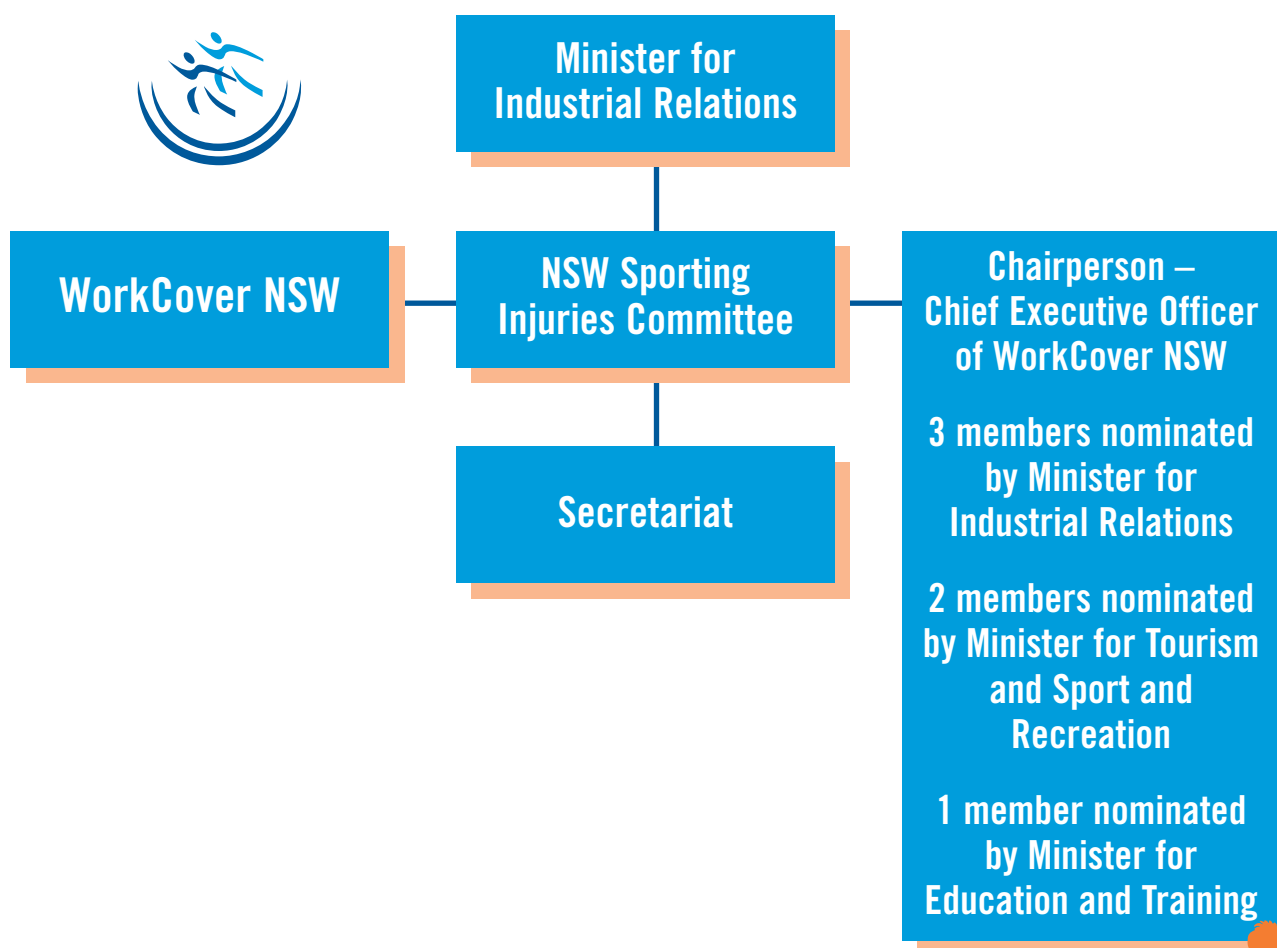 Minister for
Industrial Relations
WorkCover NSW
NSW Sporting
Injuries Committee
Chairperson –
Chief Executive Officer
of WorkCover NSW
3 members nominated
by Minister for
Industrial Relations
2 members nominated
by Minister for Tourism
and Sport and
Recreation
1 member nominated
by Minister for
Education and Training
Secretariat